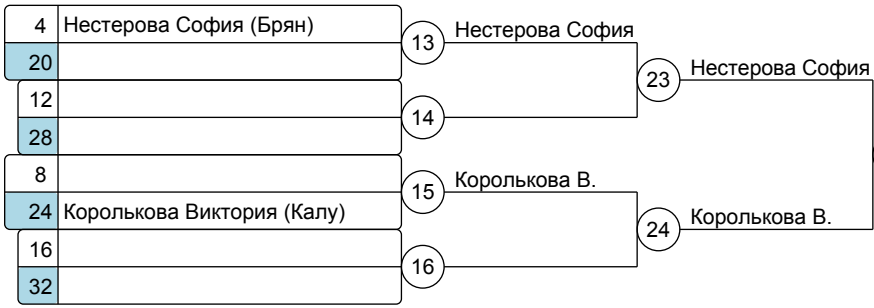 4 Нестерова София (Брян)
20
12
28
8
24 Королькова Виктория (Калу)
16
32
13 Нестерова София
14
15 Королькова В.
16
23 Нестерова София
24 Королькова В.